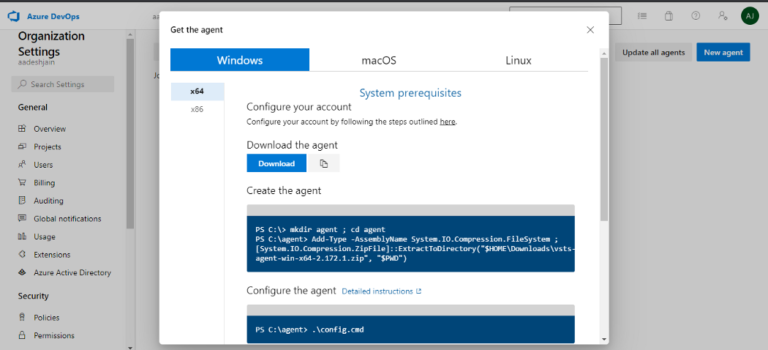 Azure DevOps
aa
AJ
Organization
Settings
aadeshjain
Search Settings
General
Overview
Projects
Users
Billing
Auditing
Global notifications
Usage
Extensions
Azure Active Directory
Security
Policies
Permissions
Update all agents
New agent
Jo
Get the agent
Windows
macOS
Linux
x64
x86
System prerequisites
Configure your account
Configure your account by following the steps outlined here.
Download the agent
Download
Create the agent
PS C:\> mkdir agent ; cd agent
PS C:\agent> Add-Type -AssemblyName System.IO.Compression.FileSystem ;
[System.IO.Compression.ZipFile]::ExtractToDirectory("$HOME\Downloads\vsts-
agent-win-x64-2.172.1.zip", "$PWD")
Configure the agent Detailed instructions
PS C:\agent> .\config.cmd